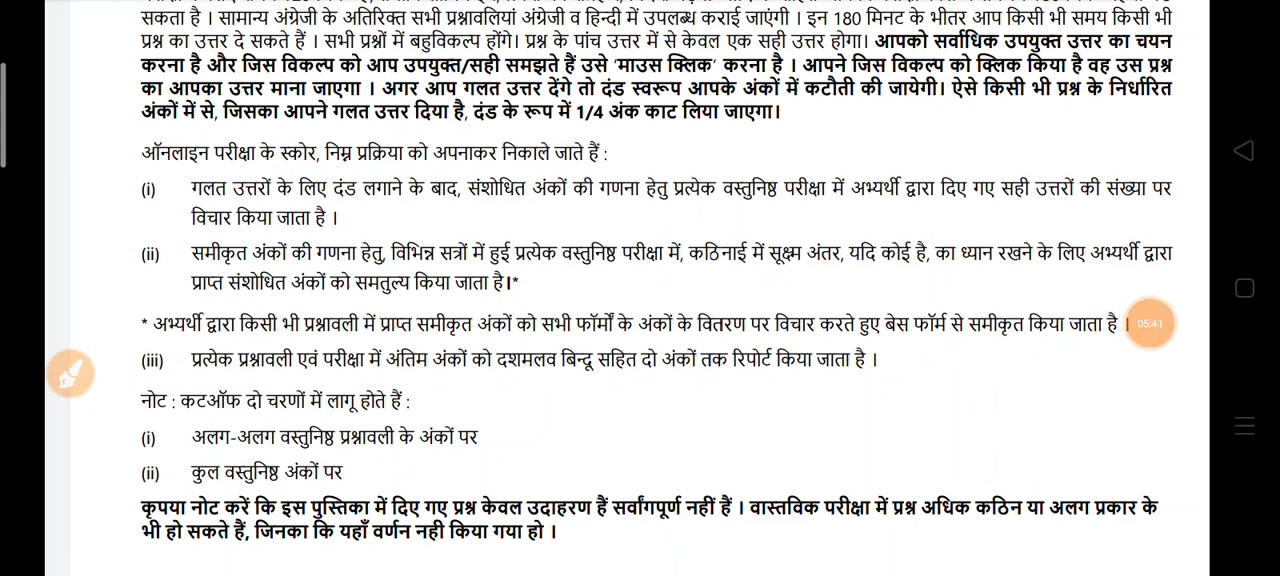 सकता है । सामान्य अंग्रेजी के अतिरिक्त सभी प्रश्नावलियां अंग्रेजी व हिन्दी में उपलब्ध कराई जाएंगी । इन 180 मिनट के भीतर आप किसी भी समय किसी भी
प्रश्न का उत्तर दे सकते हैं । सभी प्रश्नों में बहुविकल्प होंगे। प्रश्न के पांच उत्तर में से केवल एक सही उत्तर होगा। आपको सर्वाधिक उपयुक्त उत्तर का चयन
करना है और जिस विकल्प को आप उपयुक्त/सही समझते हैं उसे ‘माउस क्लिक’ करना है । आपने जिस विकल्प को क्लिक किया है वह उस प्रश्न
का आपका उत्तर माना जाएगा । अगर आप गलत उत्तर देंगे तो दंड स्वरूप आपके अंकों में कटौती की जायेगी। ऐसे किसी भी प्रश्न के निर्धारित
अंकों में से, जिसका आपने गलत उत्तर दिया है, दंड के रूप में 1/4 अंक काट लिया जाएगा।
ऑनलाइन परीक्षा के स्कोर, निम्न प्रक्रिया को अपनाकर निकाले जाते हैं :
(i) गलत उत्तरों के लिए दंड लगाने के बाद, संशोधित अंकों की गणना हेतु प्रत्येक वस्तुनिष्ठ परीक्षा में अभ्यर्थी द्वारा दिए गए सही उत्तरों की संख्या पर
विचार किया जाता है ।
(ii) समीकृत अंकों की गणना हेतु, विभिन्न सत्रों में हुई प्रत्येक वस्तुनिष्ठ परीक्षा में, कठिनाई में सूक्ष्म अंतर, यदि कोई है, का ध्यान रखने के लिए अभ्यर्थी द्वारा
प्राप्त संशोधित अंकों को समतुल्य किया जाता है।*
* अभ्यर्थी द्वारा किसी भी प्रश्नावली में प्राप्त समीकृत अंकों को सभी फॉर्मों के अंकों के वितरण पर विचार करते हुए बेस फॉर्म से समीकृत किया जाता है ।
05:41
(iii) प्रत्येक प्रश्नावली एवं परीक्षा में अंतिम अंकों को दशमलव बिन्दू सहित दो अंकों तक रिपोर्ट किया जाता है ।
नोट : कटऑफ दो चरणों में लागू होते हैं :
(i) अलग-अलग वस्तुनिष्ठ प्रश्नावली के अंकों पर
(ii) कुल वस्तुनिष्ठ अंकों पर
कृपया नोट करें कि इस पुस्तिका में दिए गए प्रश्न केवल उदाहरण हैं सर्वांगपूर्ण नहीं हैं । वास्तविक परीक्षा में प्रश्न अधिक कठिन या अलग प्रकार के
भी हो सकते हैं, जिनका कि यहाँ वर्णन नही किया गया हो ।